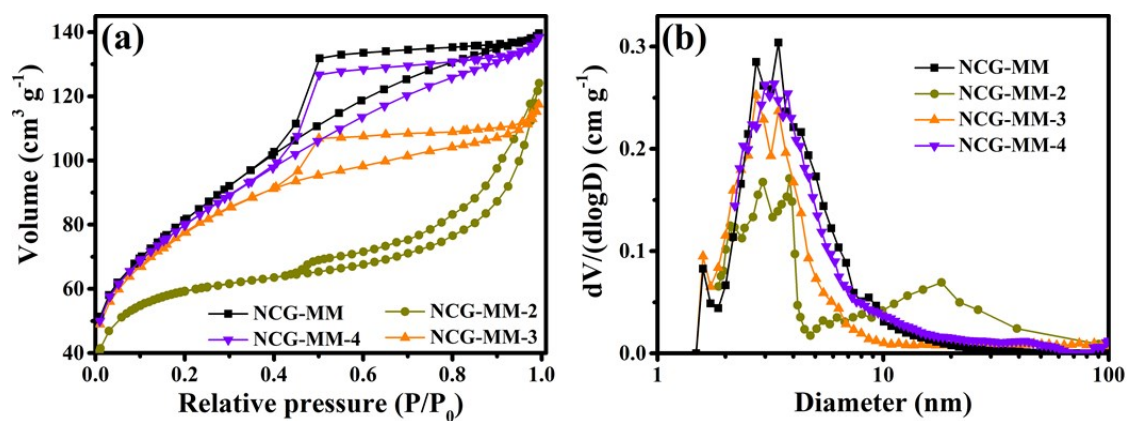 (a)
Volume (cm³ g⁻¹)
140
120
100
80
60
40
NCG-MM
NCG-MM-2
NCG-MM-4
NCG-MM-3
0.0
0.2
0.4
0.6
0.8
1.0
Relative pressure (P/P₀)
(b)
dV/(dlogD) (cm g⁻¹)
0.3
0.2
0.1
0.0
NCG-MM
NCG-MM-2
NCG-MM-3
NCG-MM-4
1
10
100
Diameter (nm)